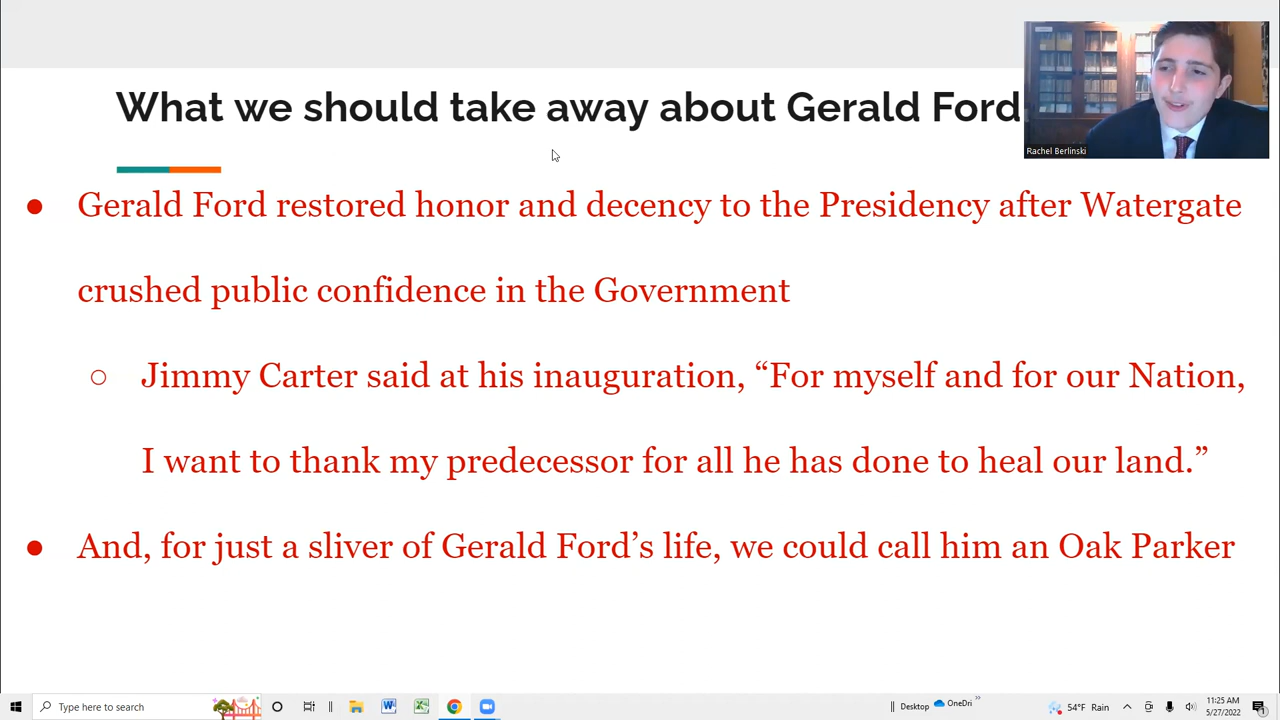 What we should take away about Gerald Ford
Rachel Berlinski
● Gerald Ford restored honor and decency to the Presidency after Watergate
crushed public confidence in the Government
○ Jimmy Carter said at his inauguration, “For myself and for our Nation,
I want to thank my predecessor for all he has done to heal our land.”
● And, for just a sliver of Gerald Ford’s life, we could call him an Oak Parker
Type here to search
Desktop
OneDri
54°F Rain
11:25 AM
5/27/2022